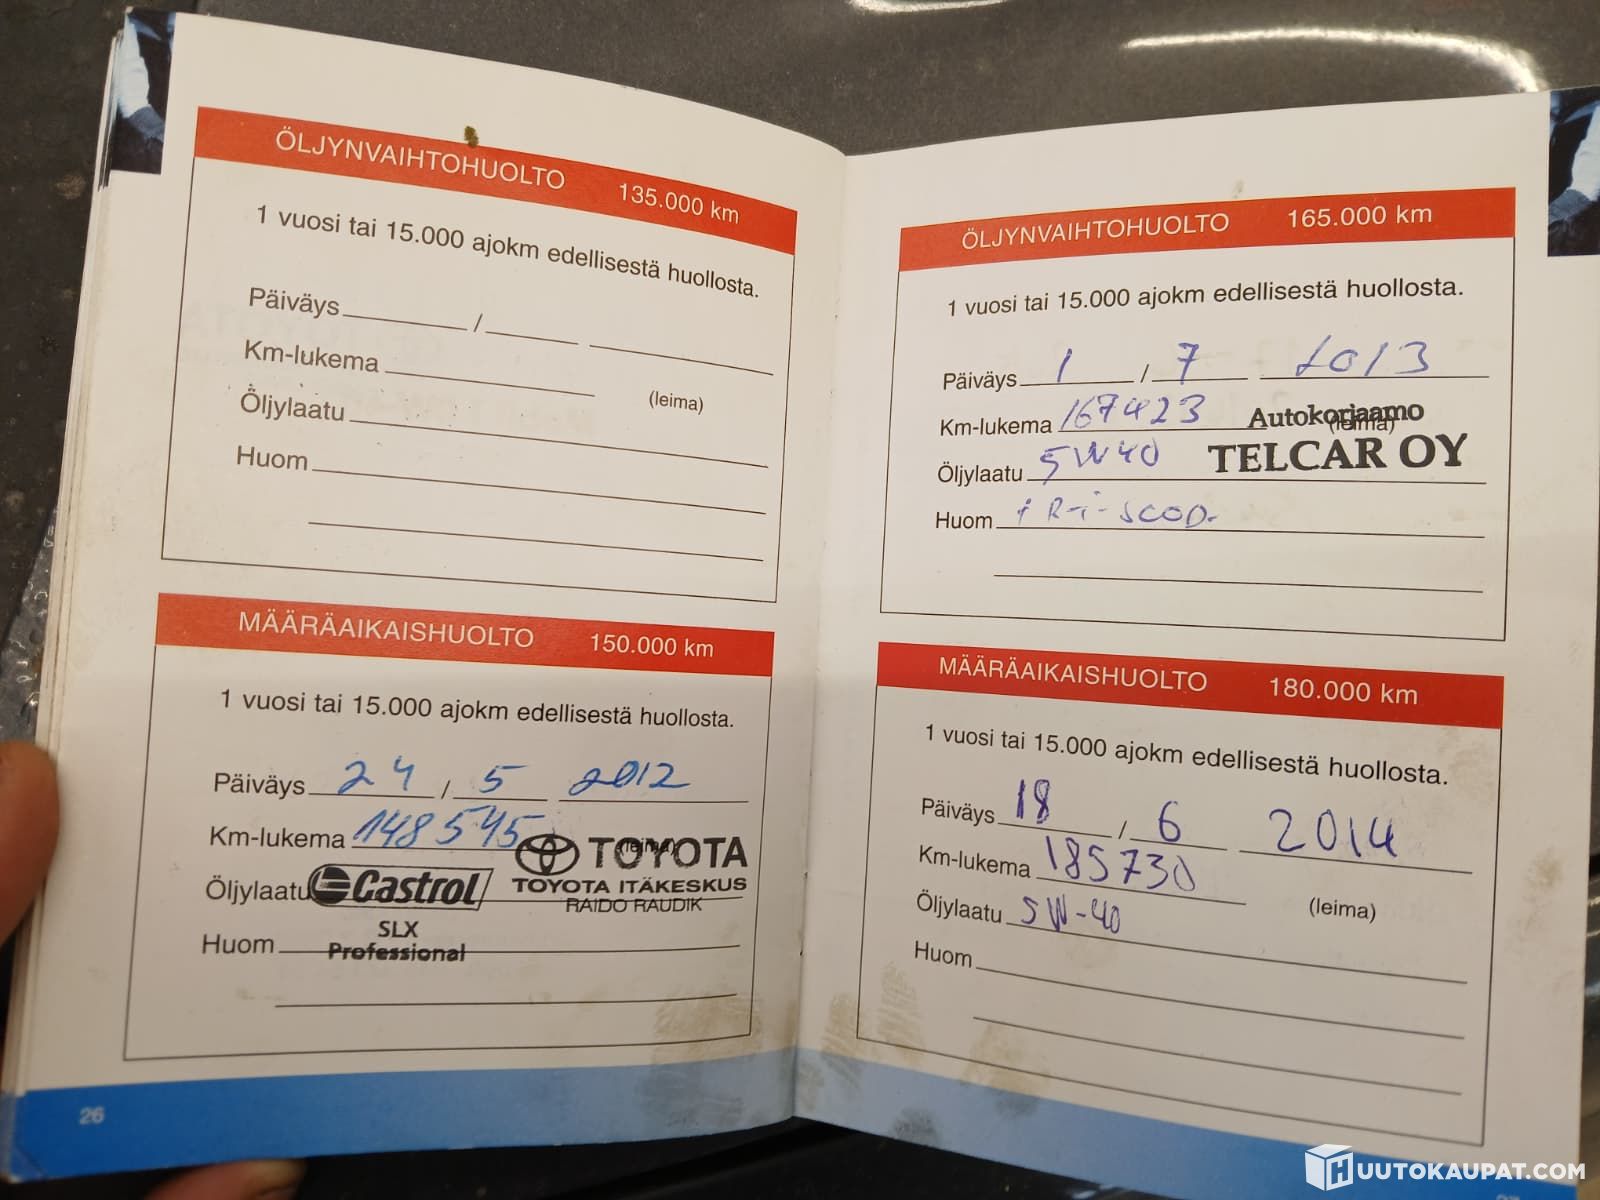 ÖLJYNVAIHTOHUOLTO 135.000 km
1 vuosi tai 15.000 ajokm edellisestä huollosta.
Päiväys /
Km-lukema
(leima)
Öljylaatu
Huom
MÄÄRÄAIKAISHUOLTO 150.000 km
1 vuosi tai 15.000 ajokm edellisestä huollosta.
Päiväys 24 / 5 2012
Km-lukema 148545 (leima)
TOYOTA
Öljylaatu Castrol
TOYOTA ITÄKESKUS
RAIDO RAUDIK
SLX
Huom Professional
26
ÖLJYNVAIHTOHUOLTO 165.000 km
1 vuosi tai 15.000 ajokm edellisestä huollosta.
Päiväys 1 / 7 2013
Km-lukema 167423 (leima)
Autokorjaamo
Öljylaatu 5W40 TELCAR OY
Huom
MÄÄRÄAIKAISHUOLTO 180.000 km
1 vuosi tai 15.000 ajokm edellisestä huollosta.
Päiväys 18 / 6 2014
Km-lukema 185730
(leima)
Öljylaatu 5W-40
Huom
HUUTOKAUPAT.COM